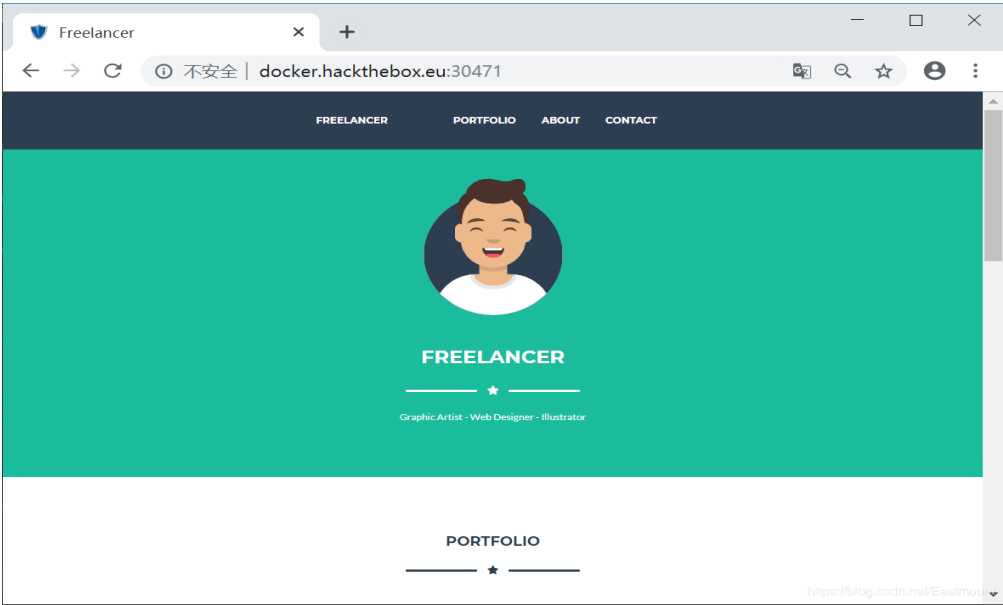 Freelancer
不安全 docker.hackthebox.eu:30471
FREELANCER PORTFOLIO ABOUT CONTACT
FREELANCER
Graphic Artist - Web Designer - Illustrator
PORTFOLIO
https://blog.csdn.net/Eastmount